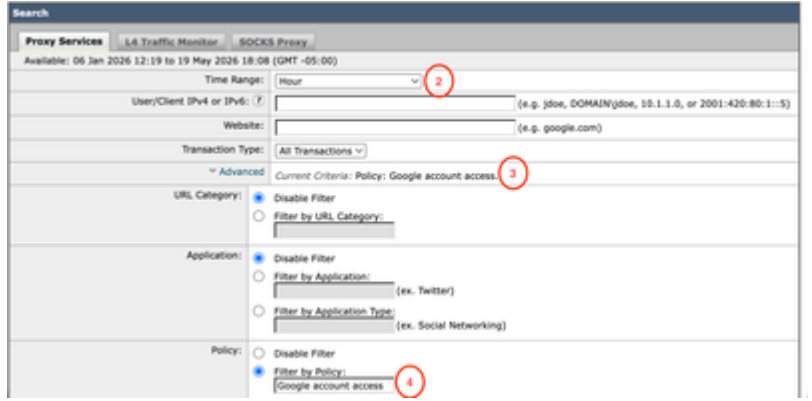 Search
Proxy Services L4 Traffic Monitor SOCKS Proxy
Available: 06 Jan 2026 12:19 to 19 May 2026 18:08 (GMT -05:00)
Time Range: Hour 2
User/Client IPv4 or IPv6: ? (e.g. jdoe, DOMAIN\jdoe, 10.1.1.0, or 2001:420:80:1::5)
Website: (e.g. google.com)
Transaction Type: All Transactions
Advanced Current Criteria: Policy: Google account access. 3
URL Category: Disable Filter
Filter by URL Category:
Application: Disable Filter
Filter by Application:
(ex. Twitter)
Filter by Application Type:
(ex. Social Networking)
Policy: Disable Filter
Filter by Policy:
Google account access 4